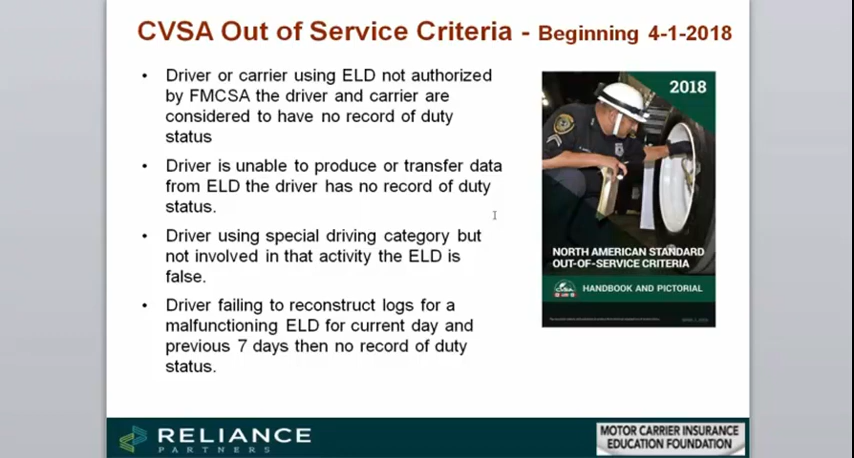 CVSA Out of Service Criteria - Beginning 4-1-2018
• Driver or carrier using ELD not authorized
by FMCSA the driver and carrier are
considered to have no record of duty
status
• Driver is unable to produce or transfer data
from ELD the driver has no record of duty
status.
• Driver using special driving category but
not involved in that activity the ELD is
false.
• Driver failing to reconstruct logs for a
malfunctioning ELD for current day and
previous 7 days then no record of duty
status.
2018
NORTH AMERICAN STANDARD
OUT-OF-SERVICE CRITERIA
CVSA
HANDBOOK AND PICTORIAL
RELIANCE
PARTNERS
MOTOR CARRIER INSURANCE
EDUCATION FOUNDATION